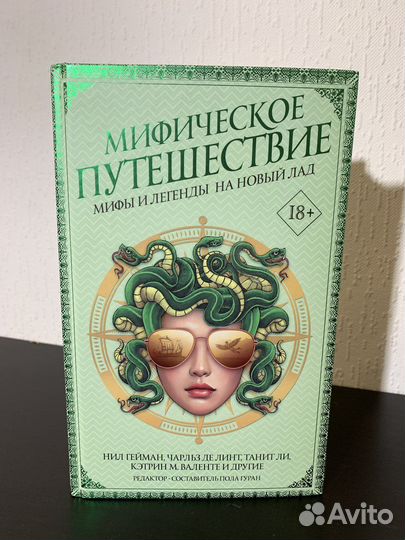 МИФИЧЕСКОЕ
ПУТЕШЕСТВИЕ
МИФЫ И ЛЕГЕНДЫ НА НОВЫЙ ЛАД
18+
НИЛ ГЕЙМАН, ЧАРЛЬЗ ДЕ ЛИНТ, ТАНИТ ЛИ,
КЭТРИН М. ВАЛЕНТЕ И ДРУГИЕ
РЕДАКТОР-СОСТАВИТЕЛЬ ПОЛА ГУРАН
Avito